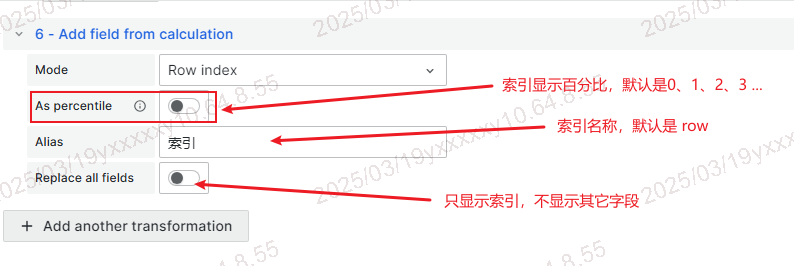 6 - Add field from calculation
Mode
Row index
As percentile
索引显示百分比，默认是0、1、2、3 ...
Alias
索引
索引名称，默认是 row
Replace all fields
只显示索引，不显示其它字段
+ Add another transformation
2025/03/19yxxxxxy10.64.8.55